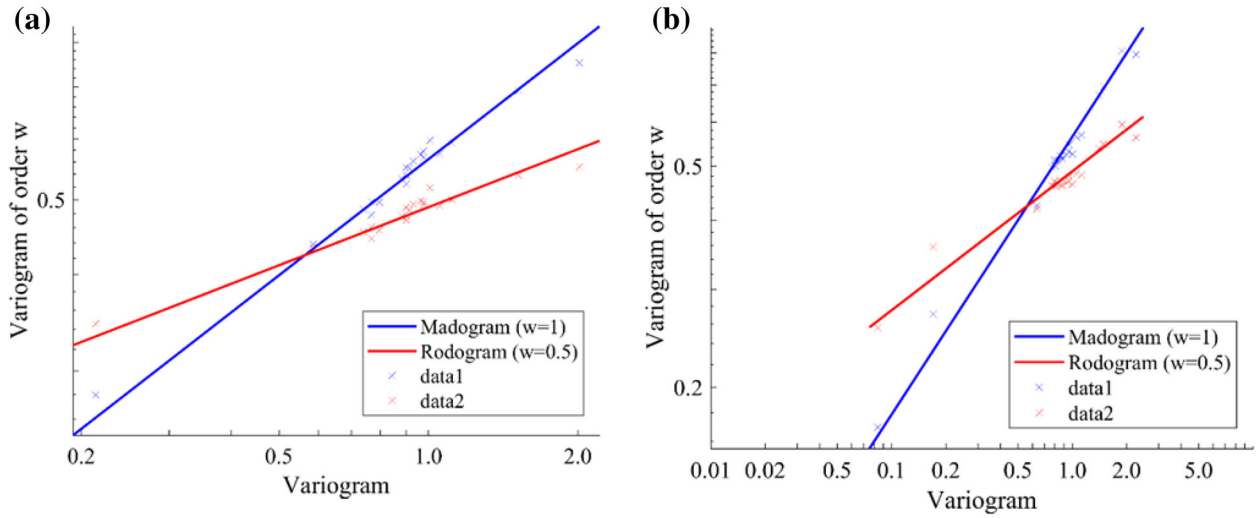 (a)
Variogram of order w
0.5
Madogram (w=1)
Rodogram (w=0.5)
data1
data2
0.2 0.5 1.0 2.0
Variogram
(b)
Variogram of order w
0.5
0.2
Madogram (w=1)
Rodogram (w=0.5)
data1
data2
0.01 0.02 0.5 0.1 0.2 0.5 1.0 2.0 5.0
Variogram